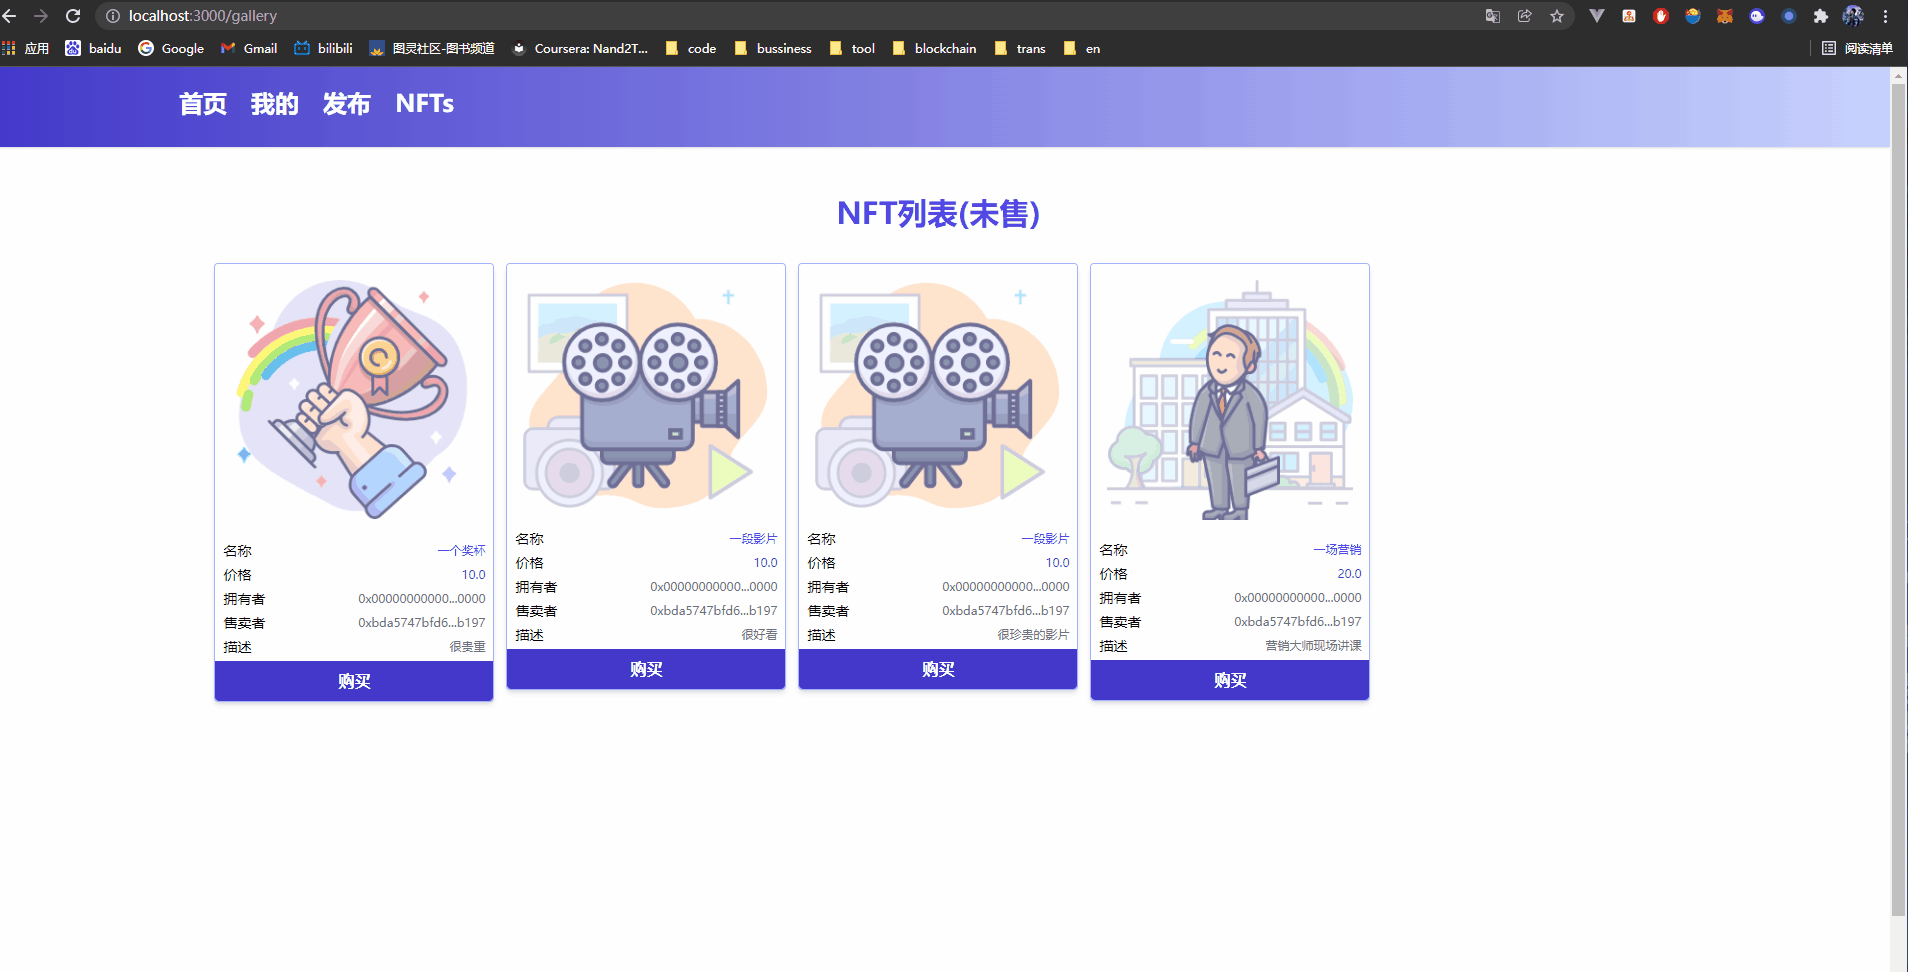 localhost:3000/gallery
应用 baidu Google Gmail bilibili 图灵社区-图书频道 Coursera: Nand2T... code bussiness tool blockchain trans en 阅读清单
首页 我的 发布 NFTs
NFT列表(未售)
名称 一个奖杯
价格 10.0
拥有者 0x00000000000...0000
售卖者 0xbda5747bfd6...b197
描述 很贵重
购买
名称 一段影片
价格 10.0
拥有者 0x00000000000...0000
售卖者 0xbda5747bfd6...b197
描述 很好看
购买
名称 一段影片
价格 10.0
拥有者 0x00000000000...0000
售卖者 0xbda5747bfd6...b197
描述 很珍贵的影片
购买
名称 一场营销
价格 20.0
拥有者 0x00000000000...0000
售卖者 0xbda5747bfd6...b197
描述 营销大师现场讲课
购买